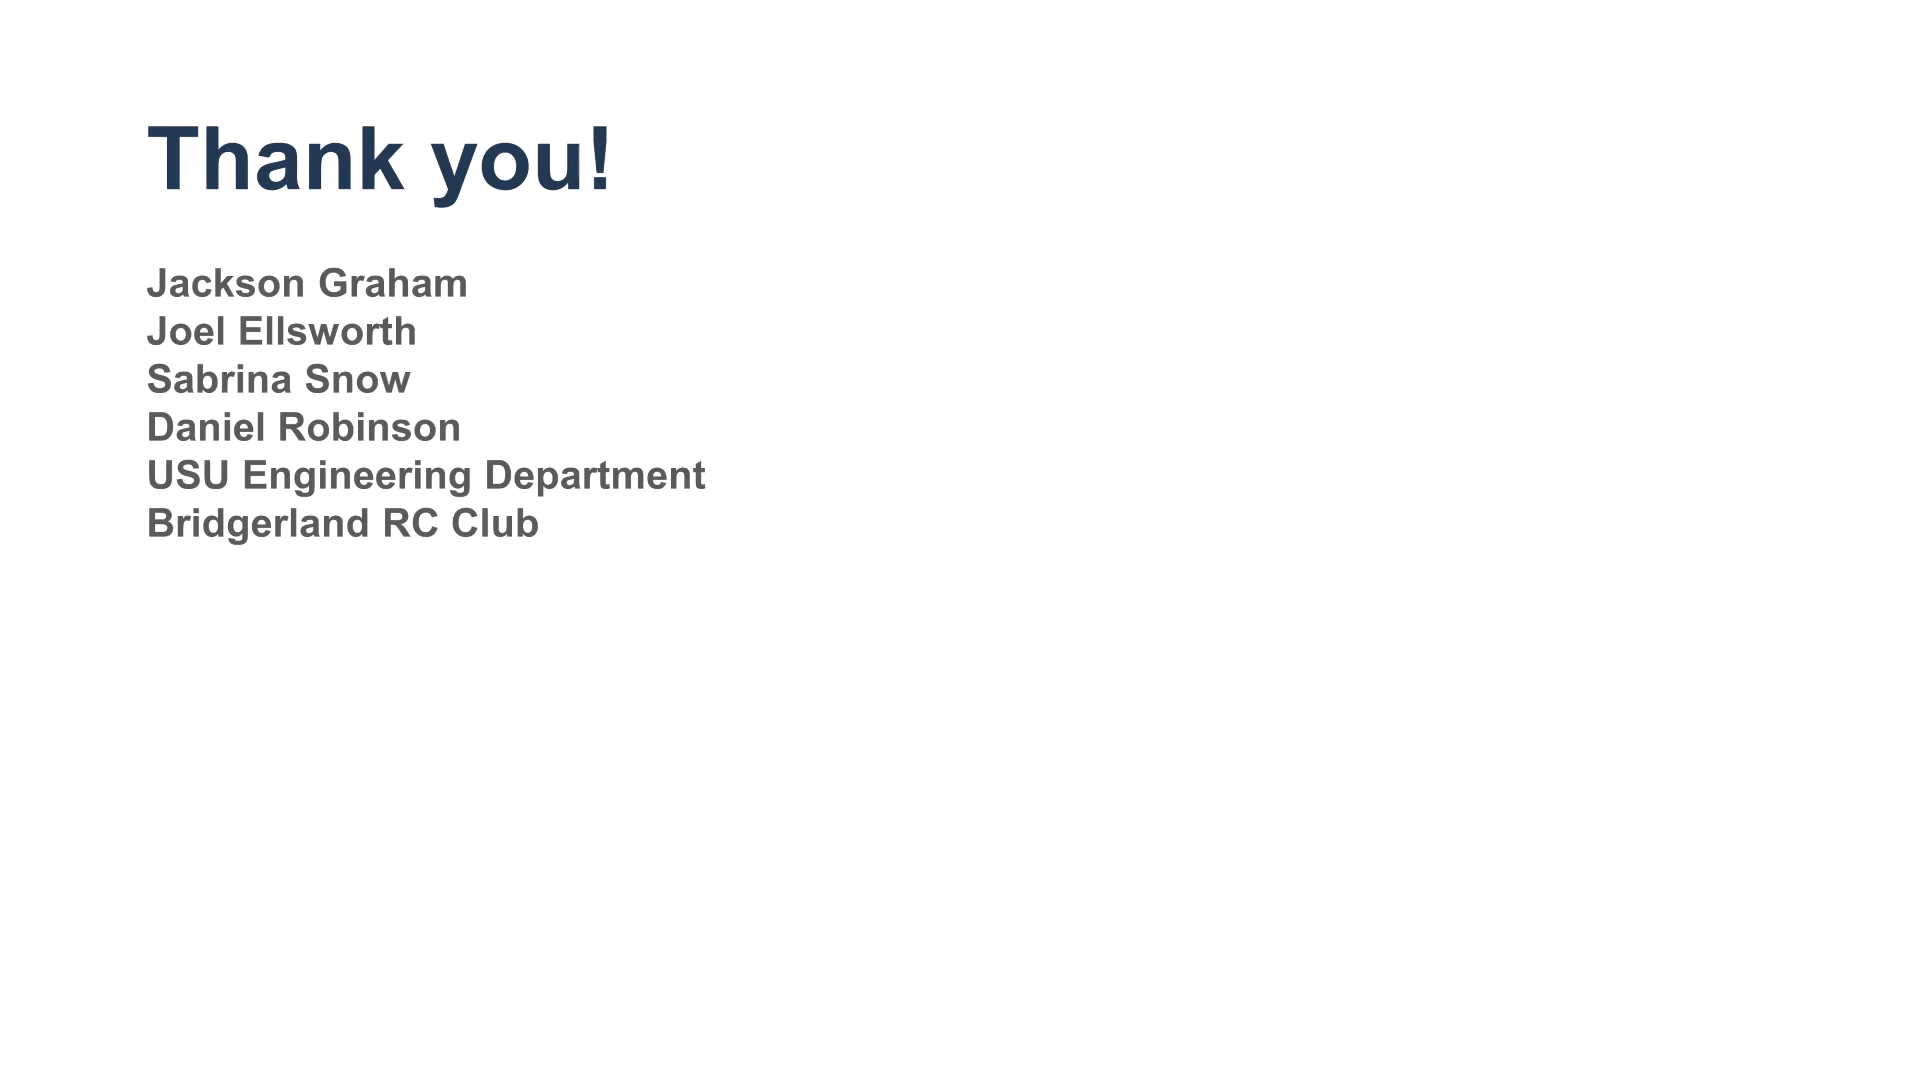 Thank you!
Jackson Graham
Joel Ellsworth
Sabrina Snow
Daniel Robinson
USU Engineering Department
Bridgerland RC Club